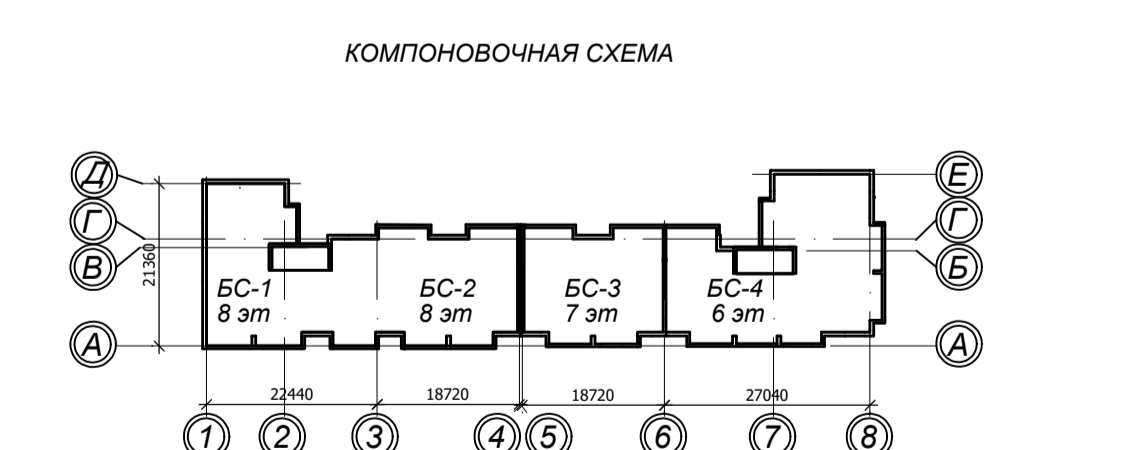 КОМПОНОВОЧНАЯ СХЕМА
Д
Е
Г
Г
В
Б
21360
БС-1
8 эт
БС-2
8 эт
БС-3
7 эт
БС-4
6 эт
А
А
22440
18720
18720
27040
1
2
3
4
5
6
7
8